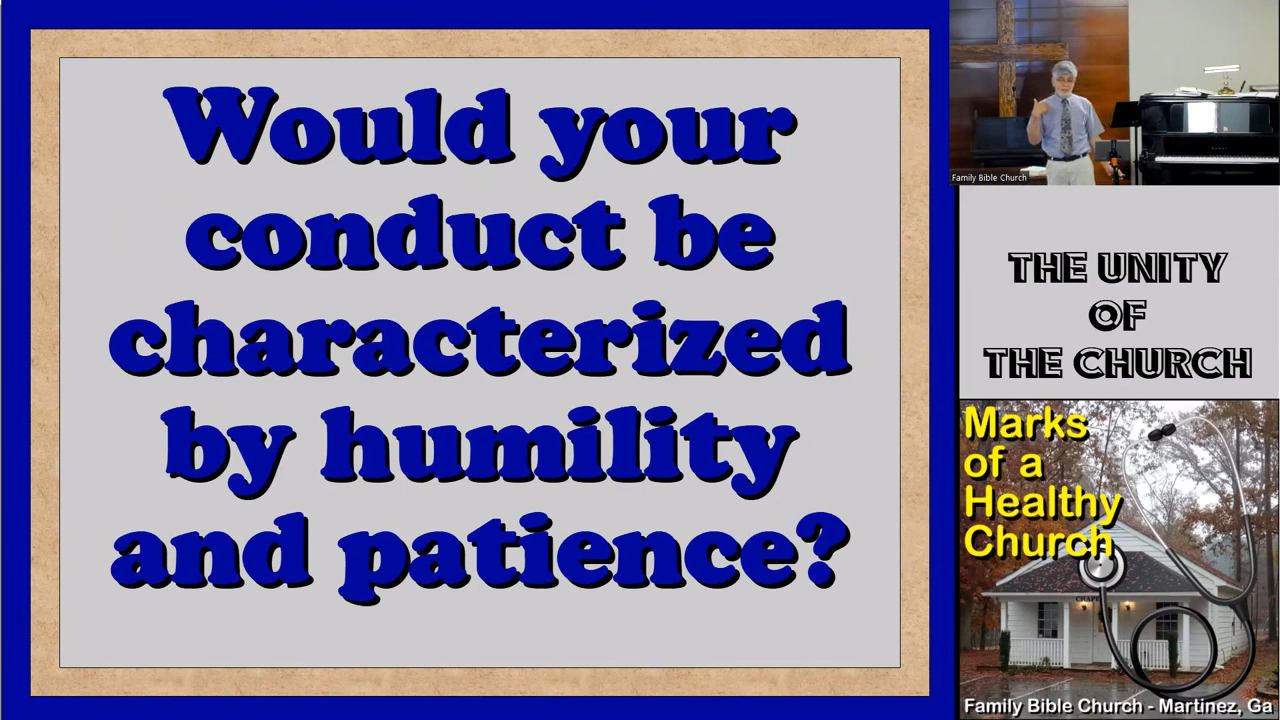 Would your
conduct be
characterized
by humility
and patience?
Family Bible Church
THE UNITY
OF
THE CHURCH
Marks
of a
Healthy
Church
CHAPEL
Family Bible Church - Martinez, Ga